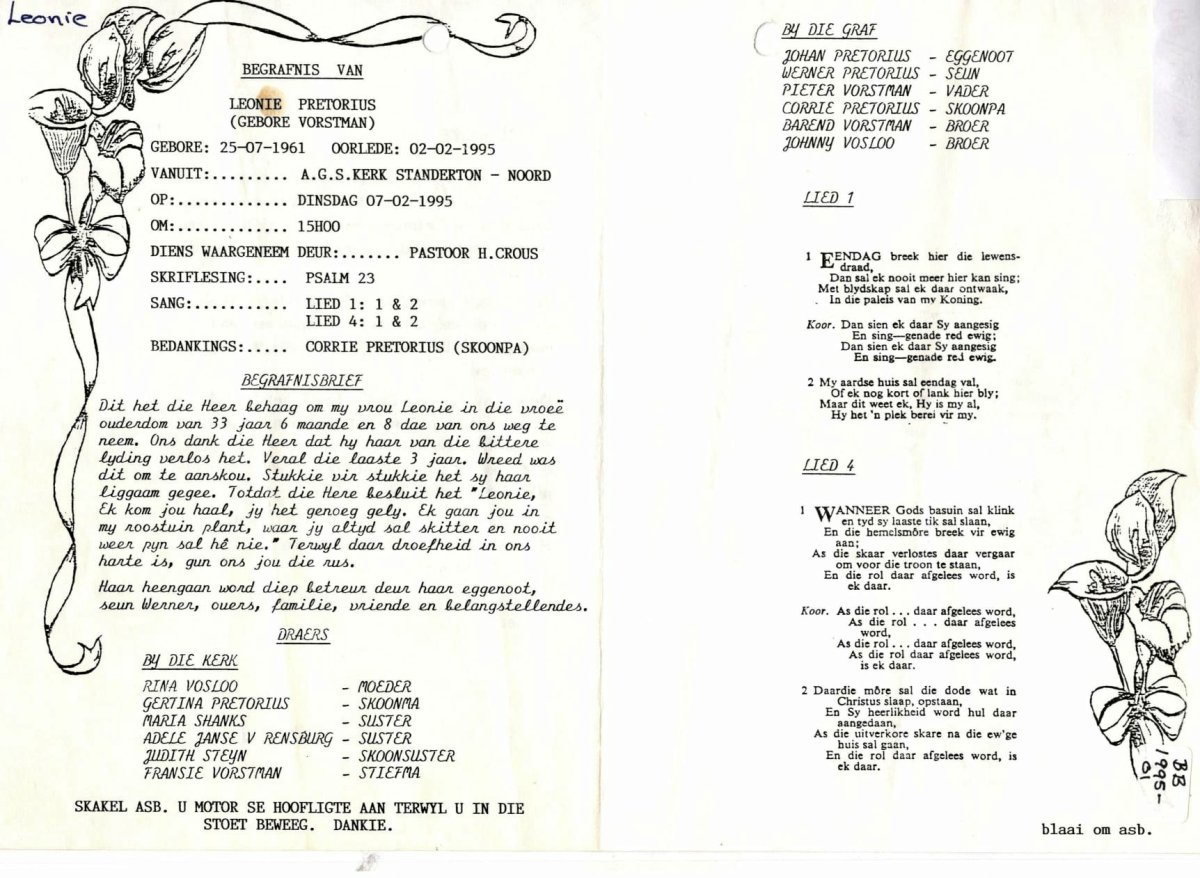 Leonie
BEGRAFNIS VAN
LEONIE PRETORIUS
(GEBORE VORSTMAN)
GEBORE: 25-07-1961 OORLEDE: 02-02-1995
VANUIT:......... A.G.S.KERK STANDERTON - NOORD
OP:............. DINSDAG 07-02-1995
OM:............. 15H00
DIENS WAARGENEEM DEUR:....... PASTOOR H.CROUS
SKRIFLESING:.... PSALM 23
SANG:........... LIED 1: 1 & 2
LIED 4: 1 & 2
BEDANKINGS:..... CORRIE PRETORIUS (SKOONPA)
BEGRAFNISBRIEF
Dit het die Heer behaag om my vrou Leonie in die vroeë
ouderdom van 33 jaar 6 maande en 8 dae van ons weg te
neem. Ons dank die Heer dat hy haar van die bittere
lyding verlos het. Veral die laaste 3 jaar. Wreed was
dit om te aanskou. Stukkie vir stukkie het sy haar
liggaam gegee. Totdat die Here besluit het "Leonie,
Ek kom jou haal, jy het genoeg gely. Ek gaan jou in
my roostuin plant, waar jy altyd sal skitter en nooit
weer pyn sal hê nie." Terwyl daar droefheid in ons
harte is, gun ons jou die rus.
Haar heengaan word diep betreur deur haar eggenoot,
seun Werner, ouers, familie, vriende en belangstellendes.
DRAERS
BY DIE KERK
RINA VOSLOO - MOEDER
GERTINA PRETORIUS - SKOONMA
MARIA SHANKS - SUSTER
ADELE JANSE V RENSBURG - SUSTER
JUDITH STEYN - SKOONSUSTER
FRANSIE VORSTMAN - STIEFMA
SKAKEL ASB. U MOTOR SE HOOFLIGTE AAN TERWYL U IN DIE
STOET BEWEEG. DANKIE.
BY DIE GRAF
JOHAN PRETORIUS - EGGENOOT
WERNER PRETORIUS - SEUN
PIETER VORSTMAN - VADER
CORRIE PRETORIUS - SKOONPA
BAREND VORSTMAN - BROER
JOHNNY VOSLOO - BROER
LIED 1
1 EENDAG breek hier die lewens-
draad,
Dan sal ek nooit meer hier kan sing;
Met blydskap sal ek daar ontwaak,
In die paleis van my Koning.
Koor. Dan sien ek daar Sy aangesig
En sing—genade red ewig;
Dan sien ek daar Sy aangesig
En sing—genade red ewig.
2 My aardse huis sal eendag val,
Of ek nog kort of lank hier bly;
Maar dit weet ek, Hy is my al,
Hy het 'n plek berei vir my.
LIED 4
1 WANNEER Gods basuin sal klink
en tyd sy laaste tik sal slaan,
En die hemelsmôre breek vir ewig
aan;
As die skaar verlostes daar vergaar
om voor die troon te staan,
En die rol daar afgelees word, is
ek daar.
Koor. As die rol . . . daar afgelees word,
As die rol . . . daar afgelees
word,
As die rol . . . daar afgelees word,
As die rol daar afgelees word,
is ek daar.
2 Daardie môre sal die dode wat in
Christus slaap, opstaan,
En Sy heerlikheid word hul daar
aangedaan,
As die uitverkore skare na die ew'ge
huis sal gaan,
En die rol daar afgelees word, is
ek daar.
BB
1995-
01
blaai om asb.